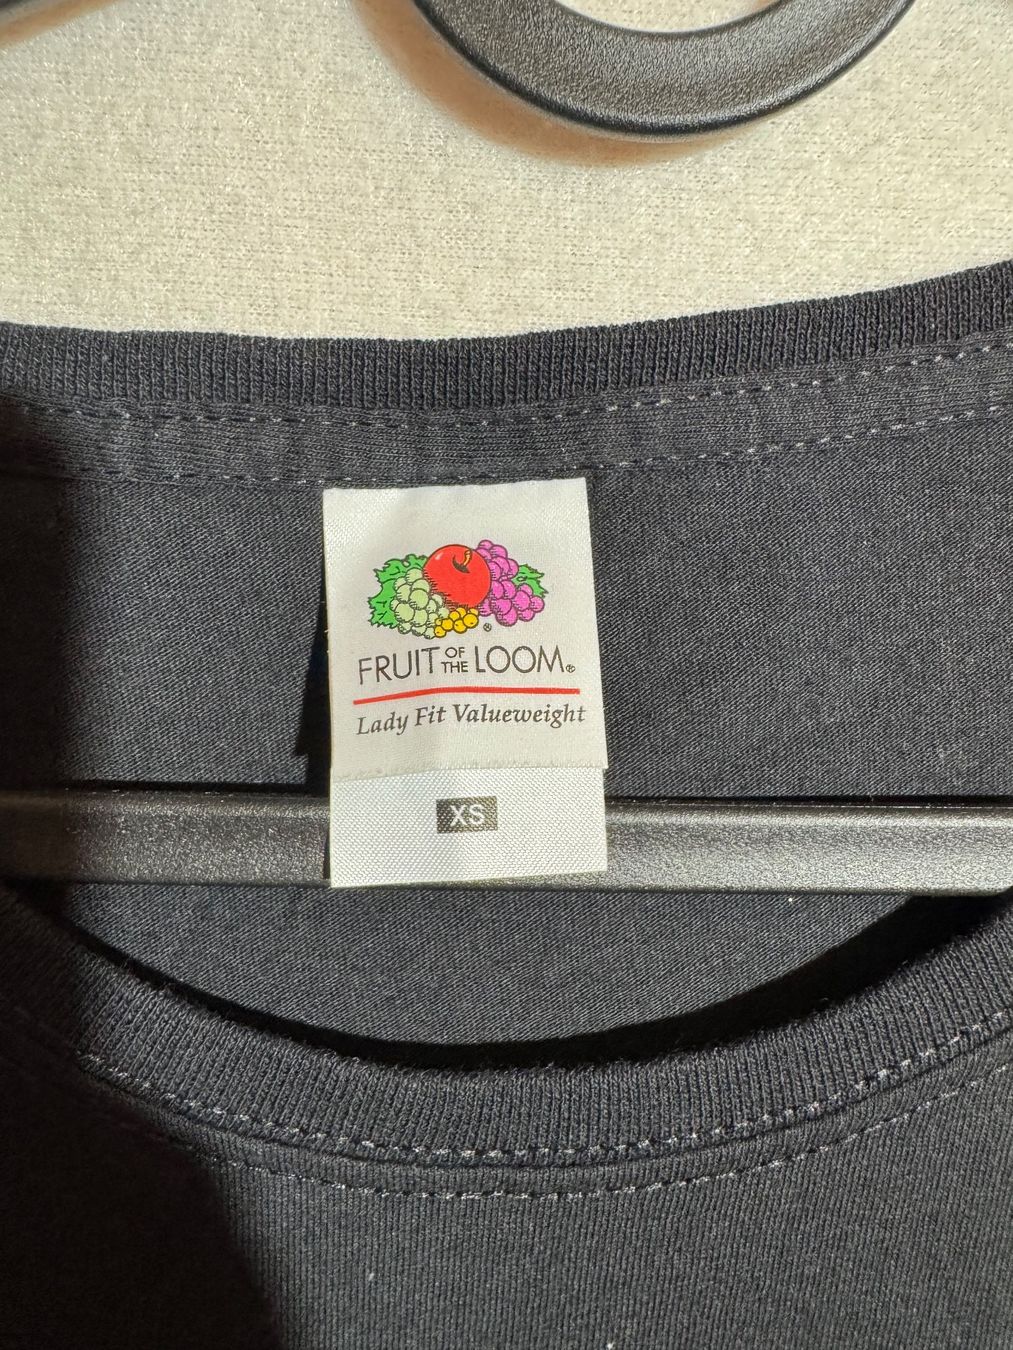 ®
FRUIT OF THE LOOM®
Lady Fit Valueweight
XS